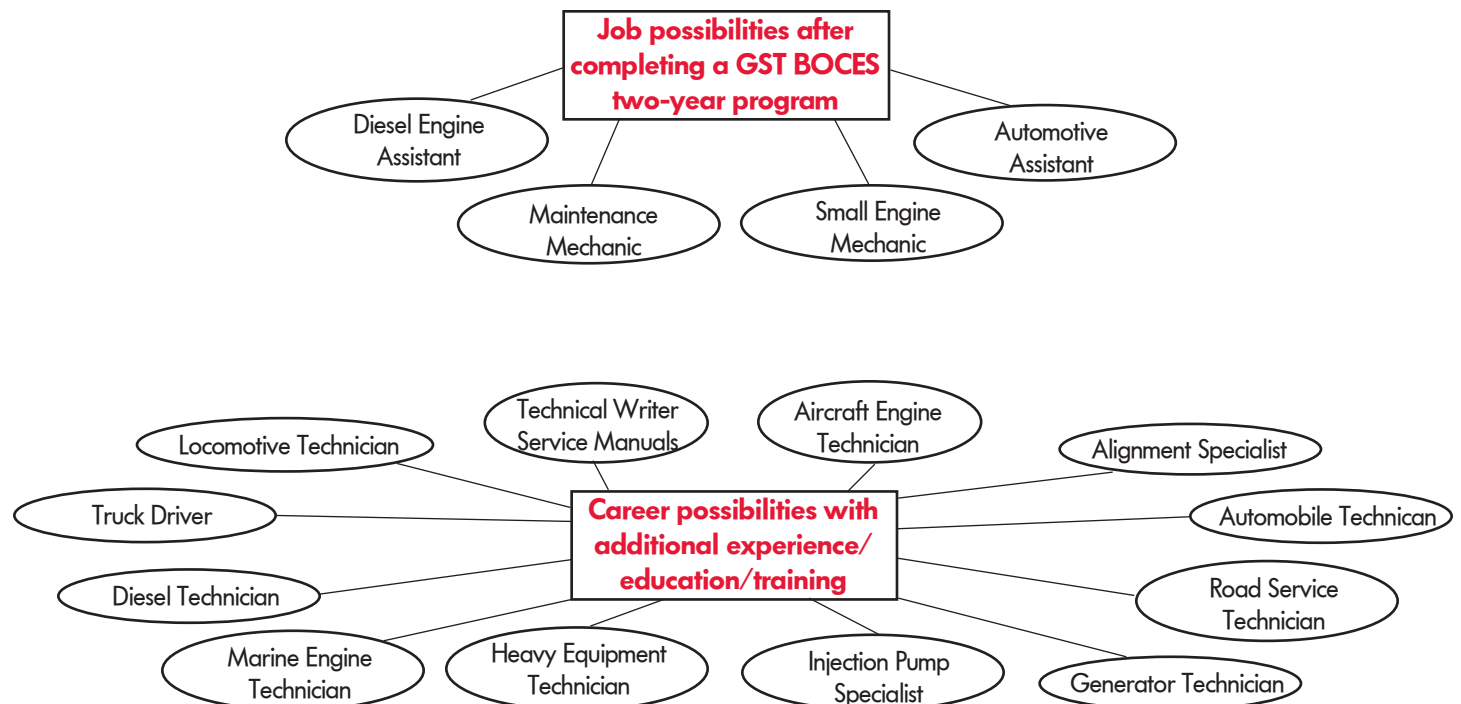 Job possibilities after
completing a GST BOCES
two-year program
Diesel Engine
Assistant
Maintenance
Mechanic
Small Engine
Mechanic
Automotive
Assistant
Technical Writer
Service Manuals
Aircraft Engine
Technician
Locomotive Technician
Alignment Specialist
Truck Driver
Career possibilities with
additional experience/
education/training
Automobile Technican
Diesel Technician
Road Service
Technician
Marine Engine
Technician
Heavy Equipment
Technician
Injection Pump
Specialist
Generator Technician